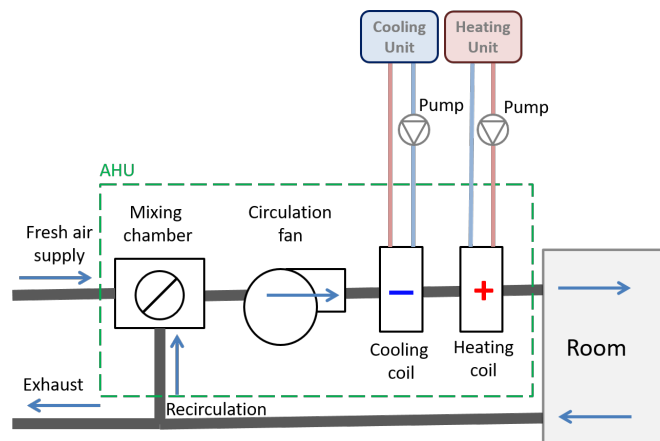 Cooling
Unit
Heating
Unit
Pump
Pump
AHU
Mixing
chamber
Circulation
fan
Fresh air
supply
Cooling
coil
Heating
coil
Room
Exhaust
Recirculation